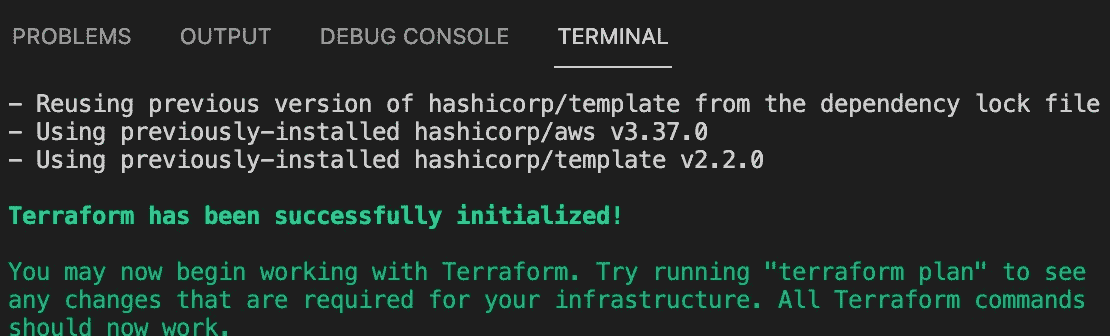 PROBLEMS OUTPUT DEBUG CONSOLE TERMINAL
- Reusing previous version of hashicorp/template from the dependency lock file
- Using previously-installed hashicorp/aws v3.37.0
- Using previously-installed hashicorp/template v2.2.0
Terraform has been successfully initialized!
You may now begin working with Terraform. Try running "terraform plan" to see
any changes that are required for your infrastructure. All Terraform commands
should now work.